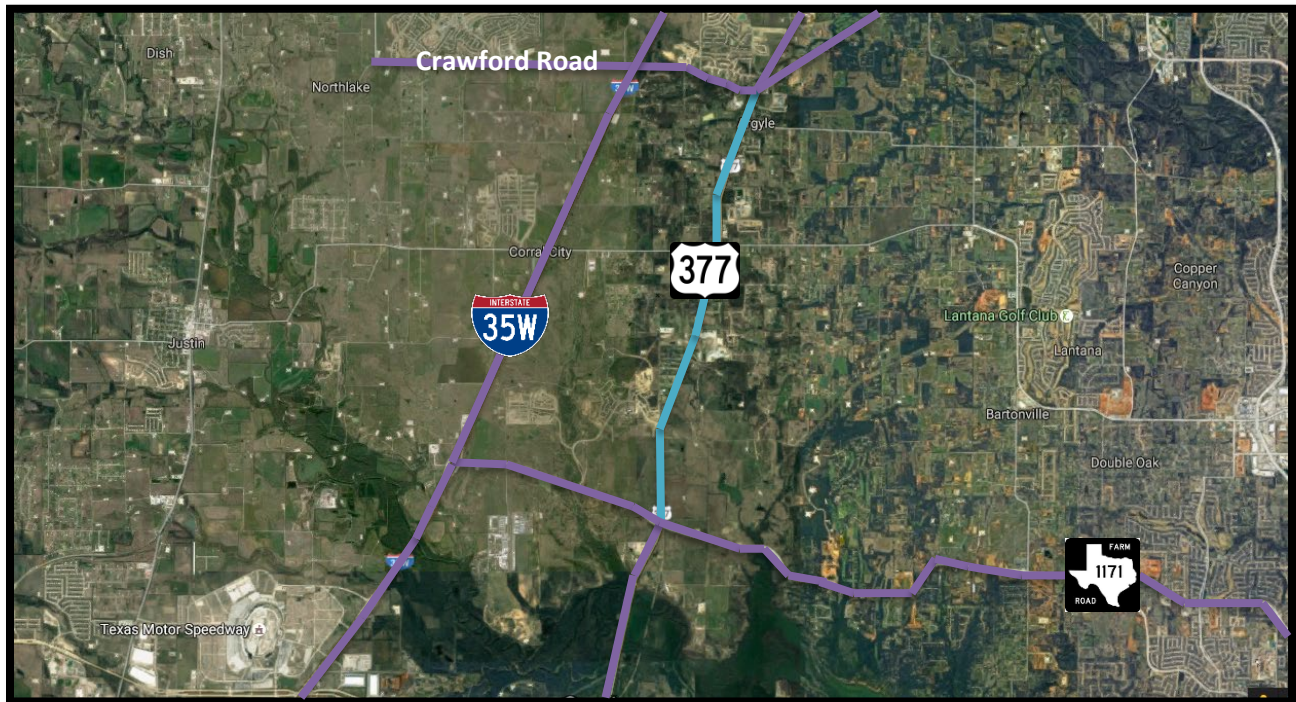 Dish
Crawford Road
Northlake
rgyle
Corral City
377
Copper
Canyon
INTERSTATE
35W
Lantana Golf Club
Justin
Lantana
Bartonville
Double Oak
FARM
1171
ROAD
Texas Motor Speedway